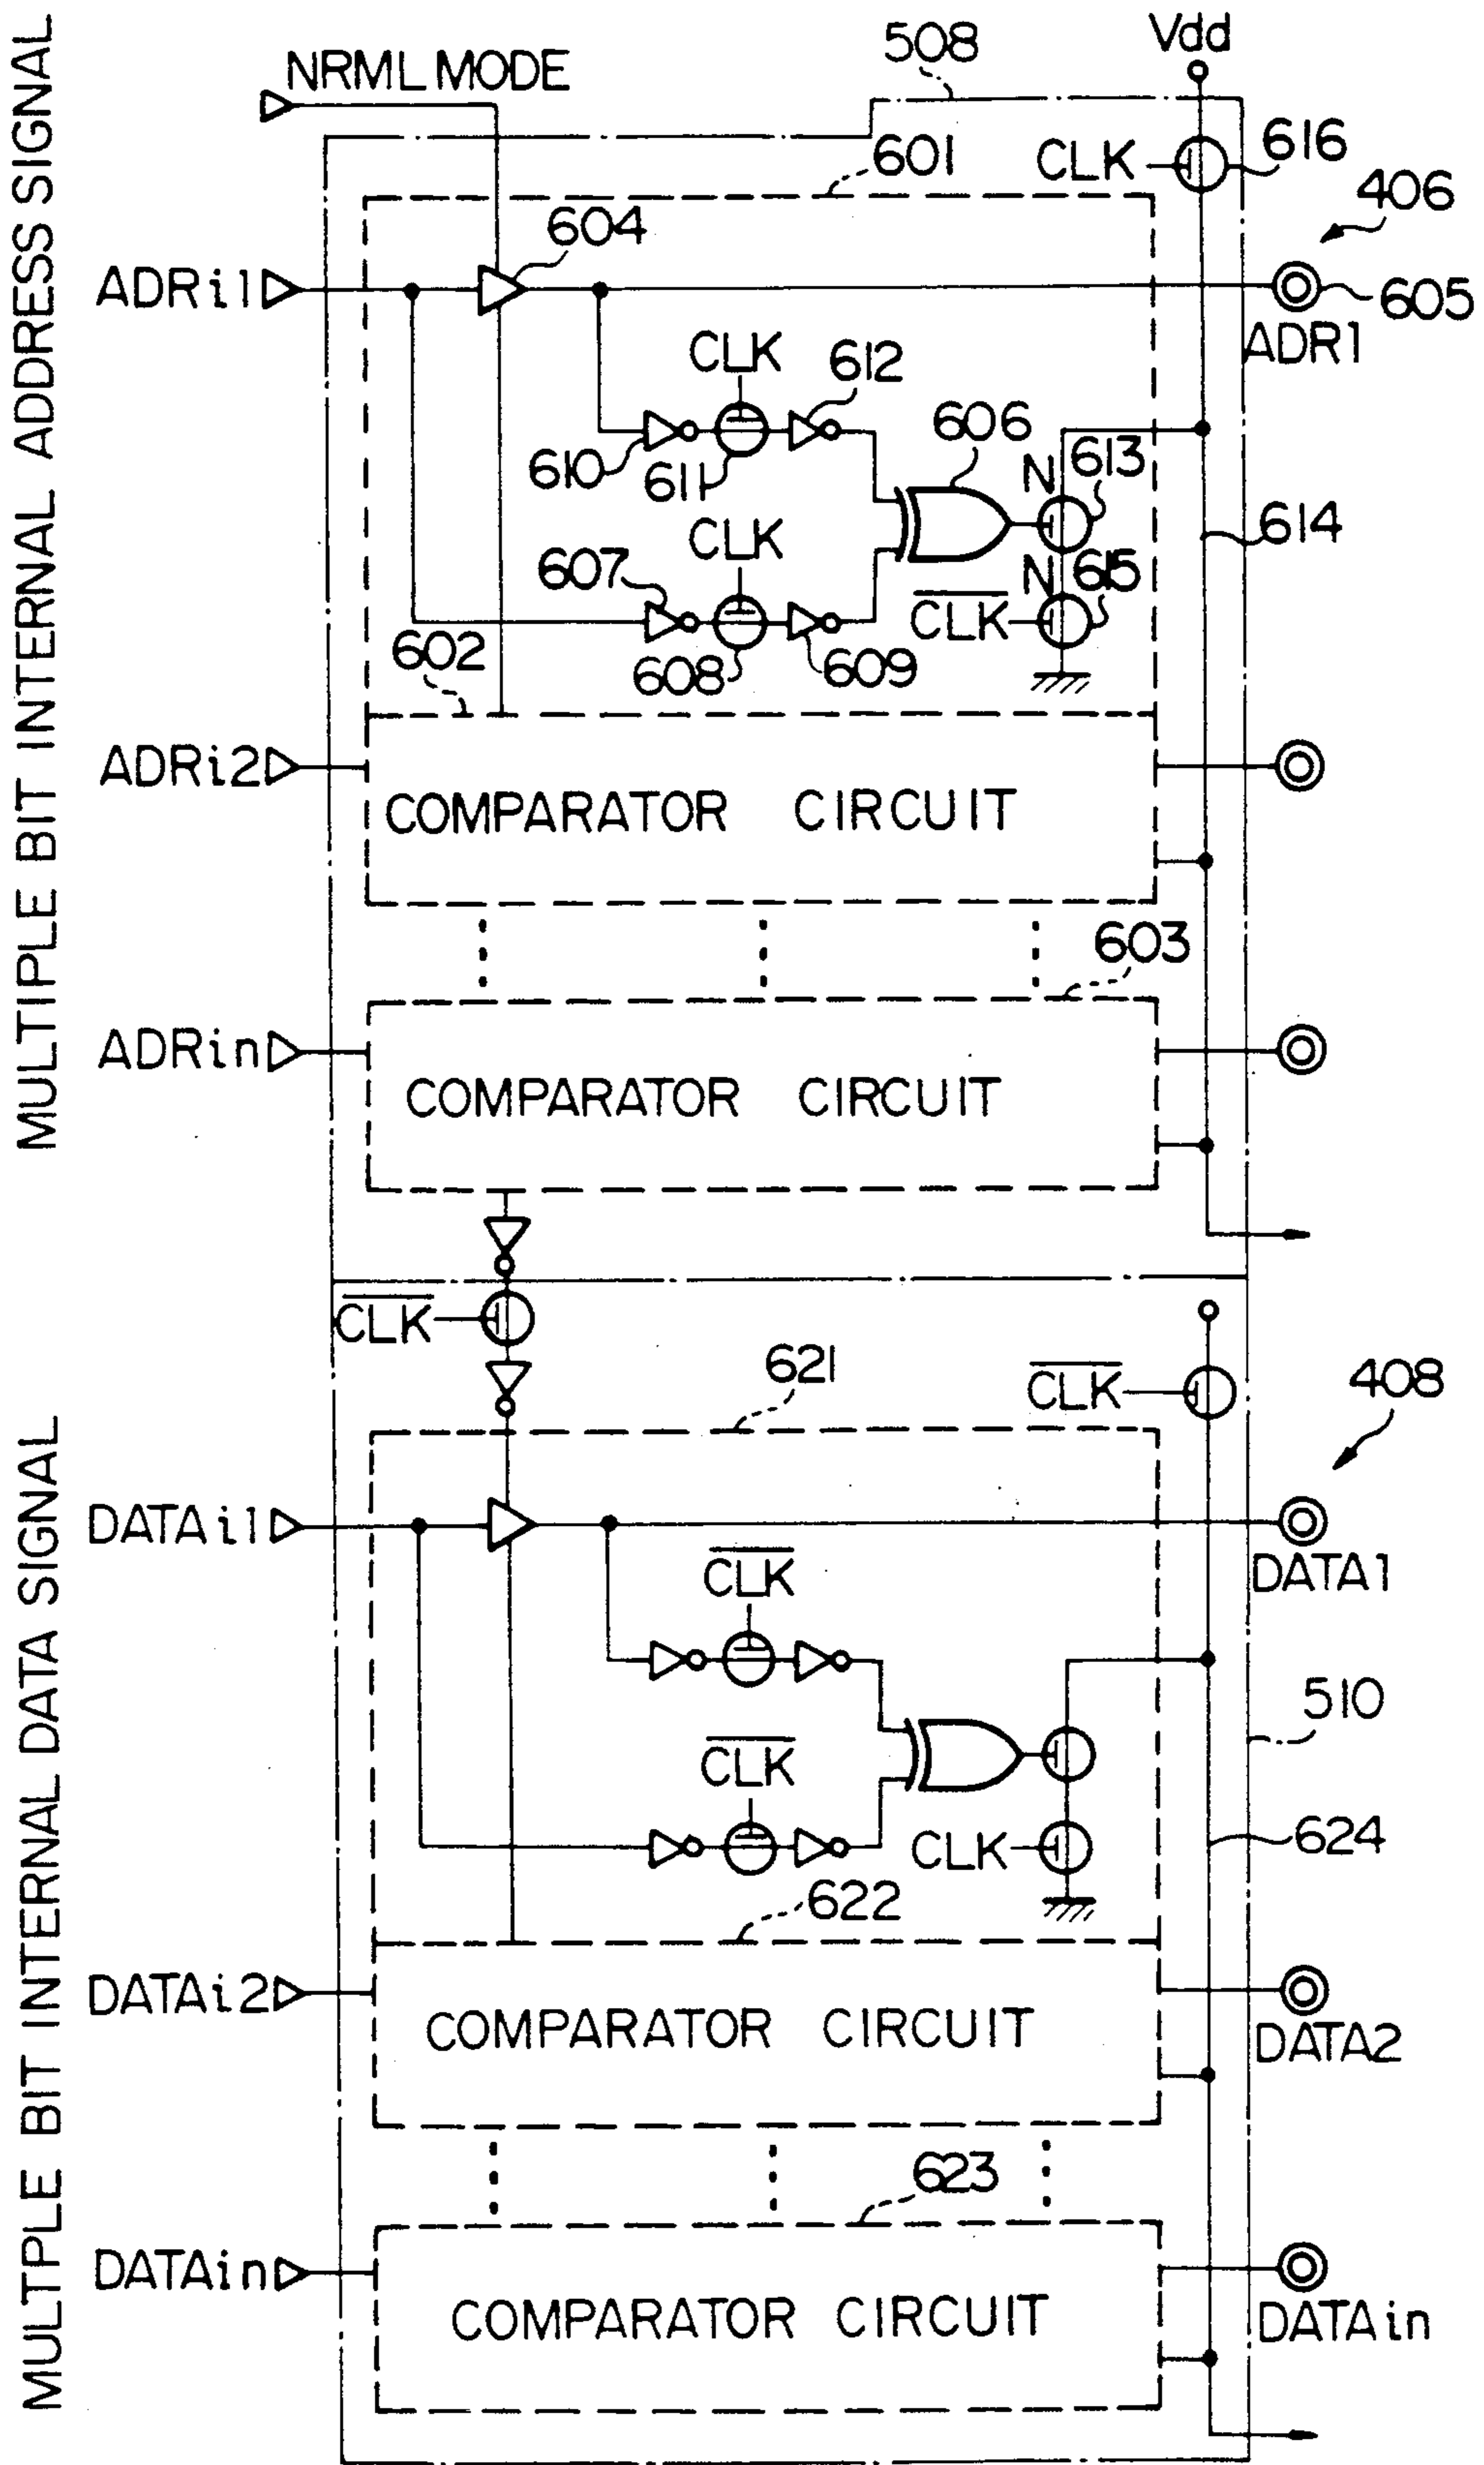 MULTIPLE BIT INTERNAL ADDRESS SIGNAL
508
Vdd
NRML MODE
601
CLK
616
406
604
ADRi1
605
ADR1
CLK
612
606
610
611
N
613
614
CLK
607
N
615
CLK
602
608
609
ADRi2
COMPARATOR CIRCUIT
603
ADRin
COMPARATOR CIRCUIT
CLK
621
CLK
408
MULTPLE BIT INTERNAL DATA SIGNAL
DATAi1
DATA1
CLK
510
CLK
624
CLK
622
DATAi2
COMPARATOR CIRCUIT
DATA2
623
DATAin
COMPARATOR CIRCUIT
DATAin